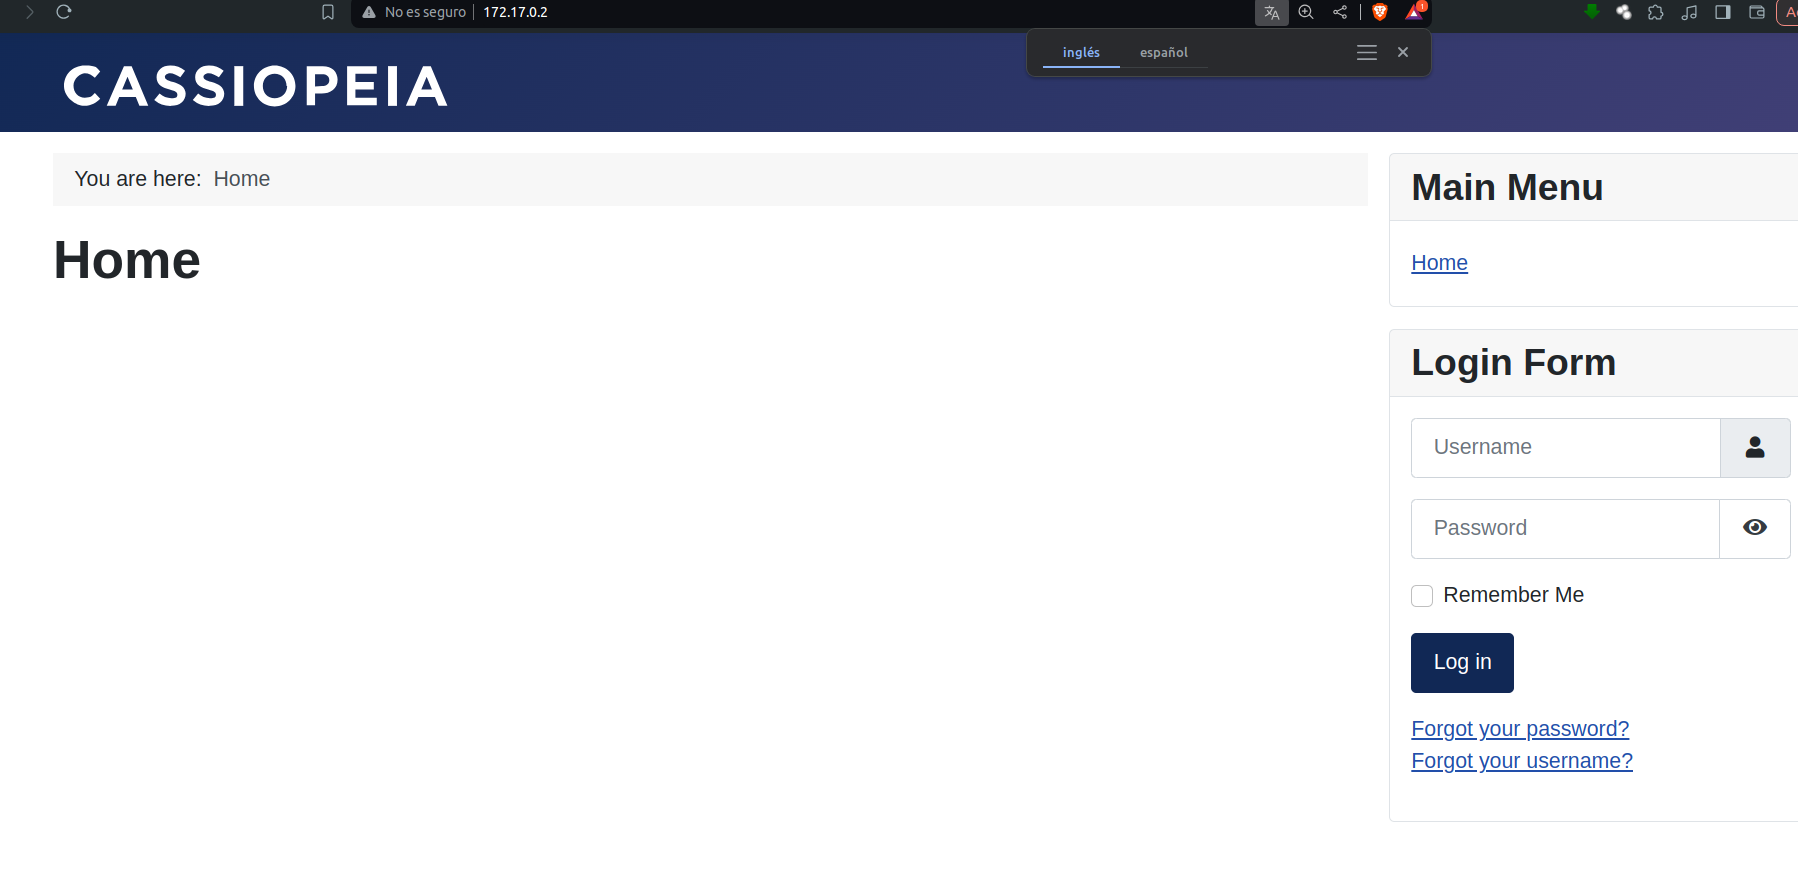 No es seguro 172.17.0.2
1
inglés español
CASSIOPEIA
You are here: Home
Home
Main Menu
Home
Login Form
Username
Password
Remember Me
Log in
Forgot your password?
Forgot your username?